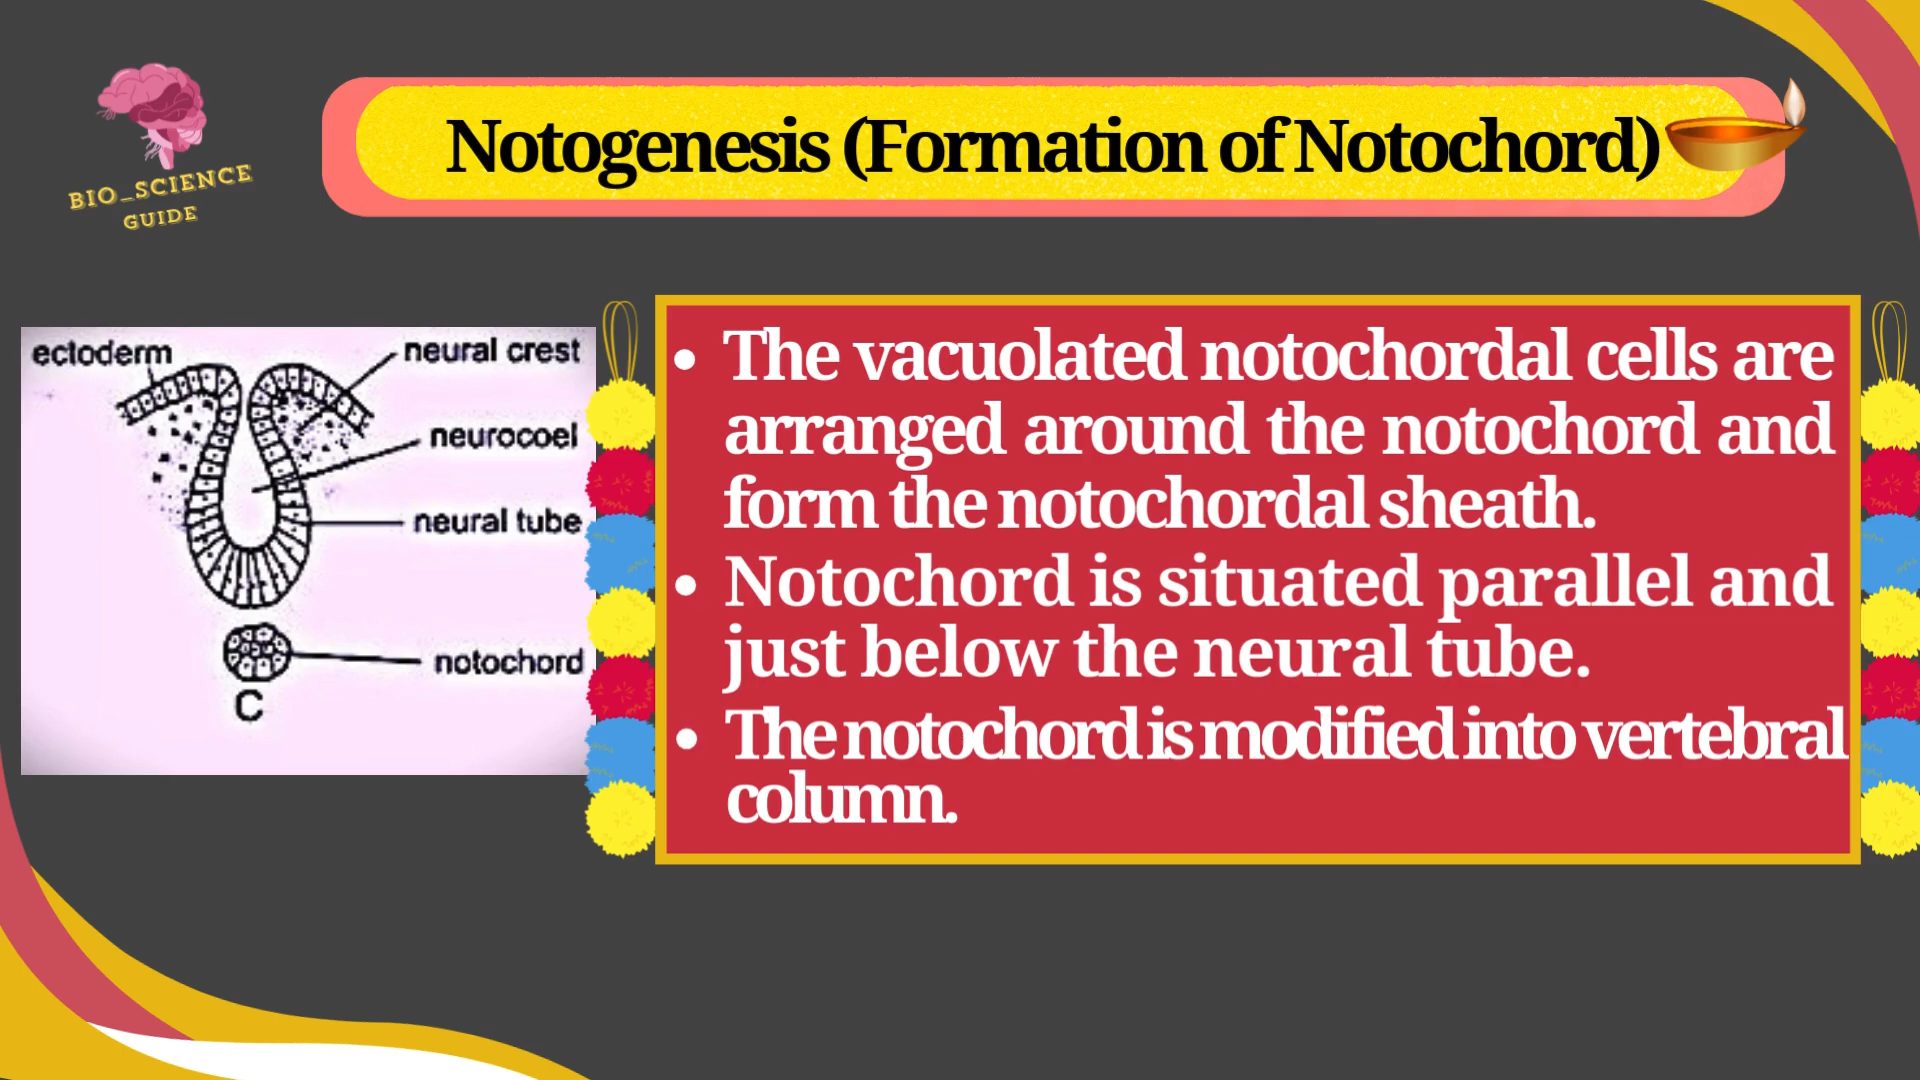 BIO_SCIENCE
GUIDE
Notogenesis (Formation of Notochord)
ectoderm
neural crest
neurocoel
neural tube
notochord
C
• The vacuolated notochordal cells are
arranged around the notochord and
form the notochordal sheath.
• Notochord is situated parallel and
just below the neural tube.
• The notochord is modified into vertebral
column.